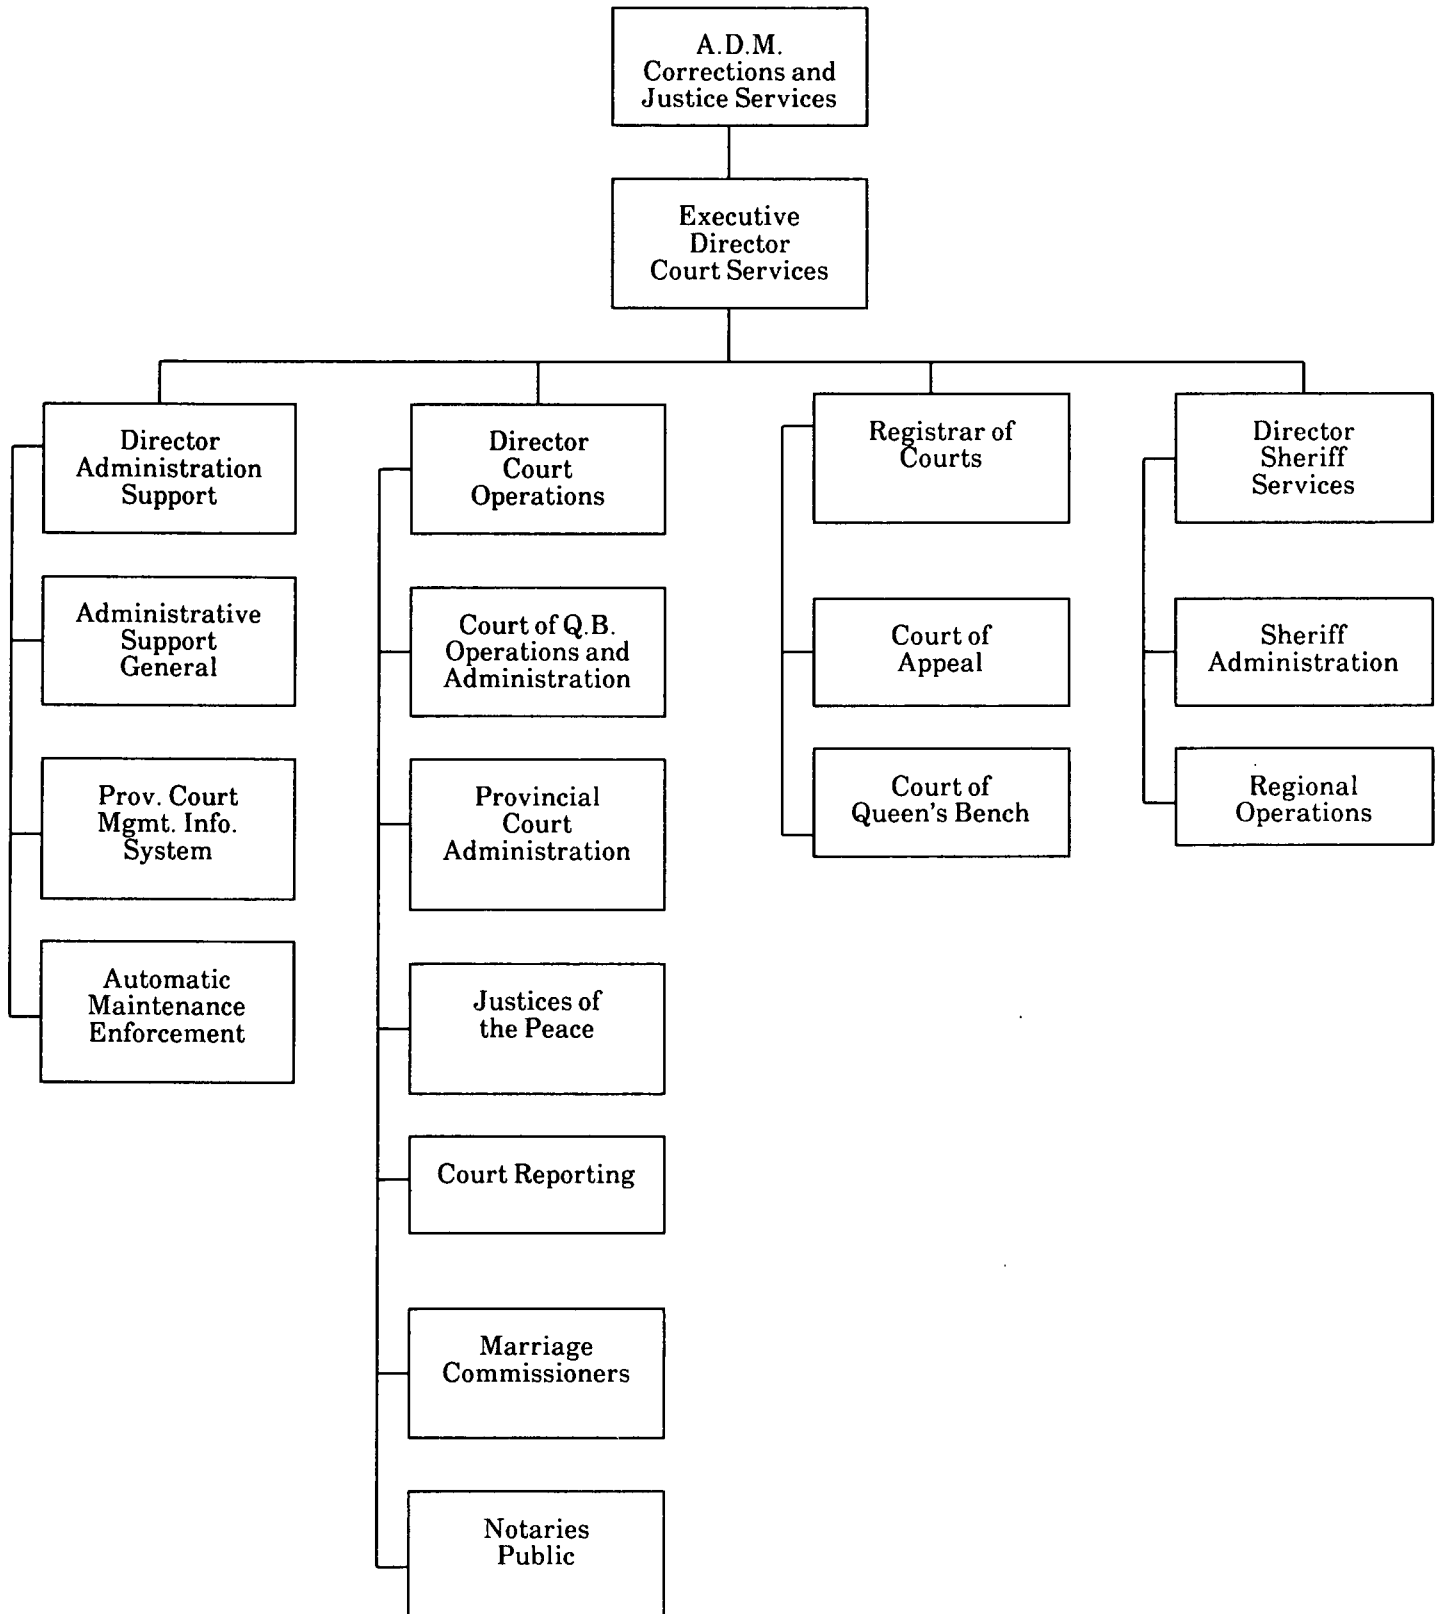 A.D.M.
Corrections and
Justice Services
Executive
Director
Court Services
Director
Administration
Support
Administrative
Support
General
Prov. Court
Mgmt. Info.
System
Automatic
Maintenance
Enforcement
Director
Court
Operations
Court of Q.B.
Operations and
Administration
Provincial
Court
Administration
Justices of
the Peace
Court Reporting
Marriage
Commissioners
Notaries
Public
Registrar of
Courts
Court of
Appeal
Court of
Queen's Bench
Director
Sheriff
Services
Sheriff
Administration
Regional
Operations